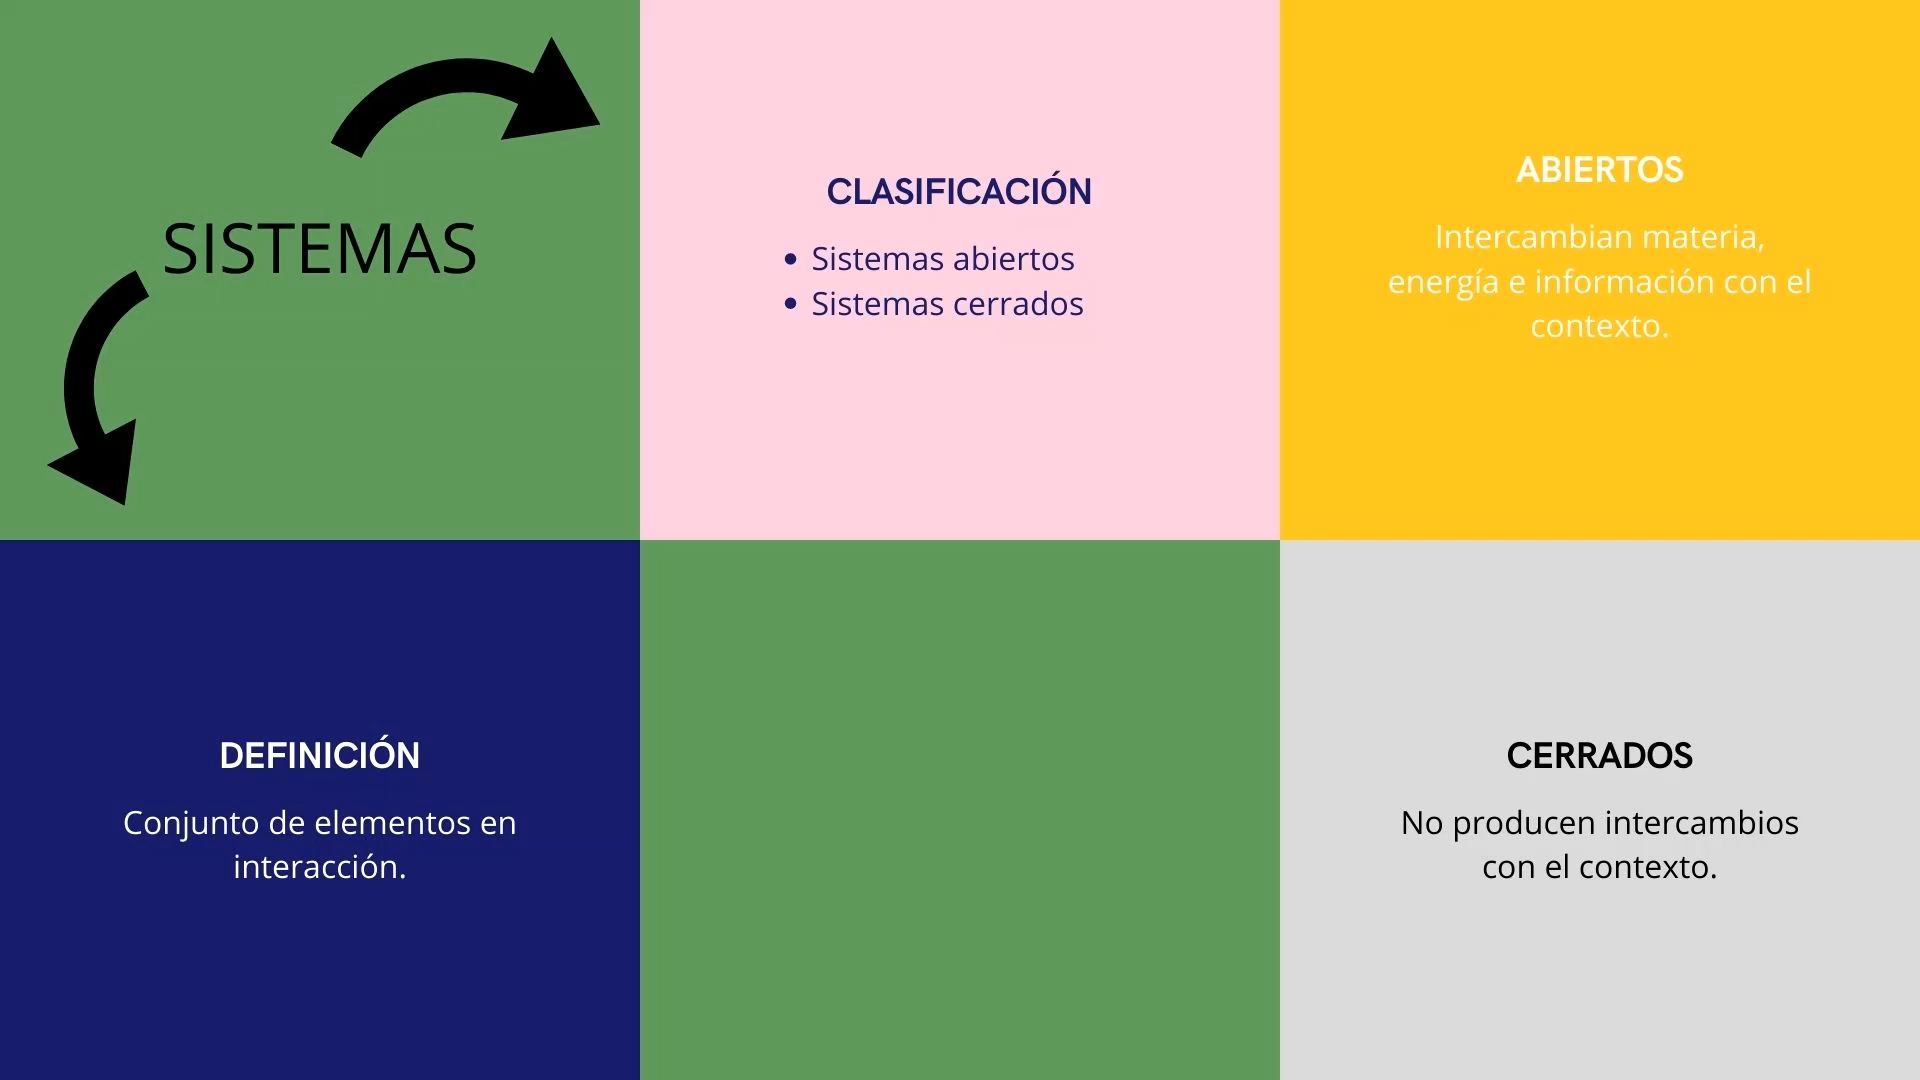 SISTEMAS
CLASIFICACIÓN
• Sistemas abiertos
• Sistemas cerrados
ABIERTOS
Intercambian materia,
energía e información con el
contexto.
DEFINICIÓN
Conjunto de elementos en
interacción.
CERRADOS
No producen intercambios
con el contexto.